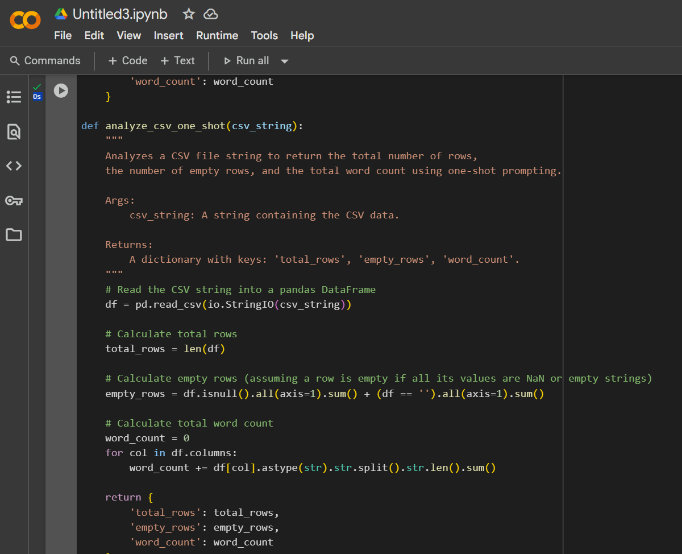 CO Untitled3.ipynb
File Edit View Insert Runtime Tools Help
Commands + Code + Text Run all
0s
'word_count': word_count
}
def analyze_csv_one_shot(csv_string):
"""
Analyzes a CSV file string to return the total number of rows,
the number of empty rows, and the total word count using one-shot prompting.
Args:
csv_string: A string containing the CSV data.
Returns:
A dictionary with keys: 'total_rows', 'empty_rows', 'word_count'.
"""
# Read the CSV string into a pandas DataFrame
df = pd.read_csv(io.StringIO(csv_string))
# Calculate total rows
total_rows = len(df)
# Calculate empty rows (assuming a row is empty if all its values are NaN or empty strings)
empty_rows = df.isnull().all(axis=1).sum() + (df == '').all(axis=1).sum()
# Calculate total word count
word_count = 0
for col in df.columns:
word_count += df[col].astype(str).str.split().str.len().sum()
return {
'total_rows': total_rows,
'empty_rows': empty_rows,
'word_count': word_count